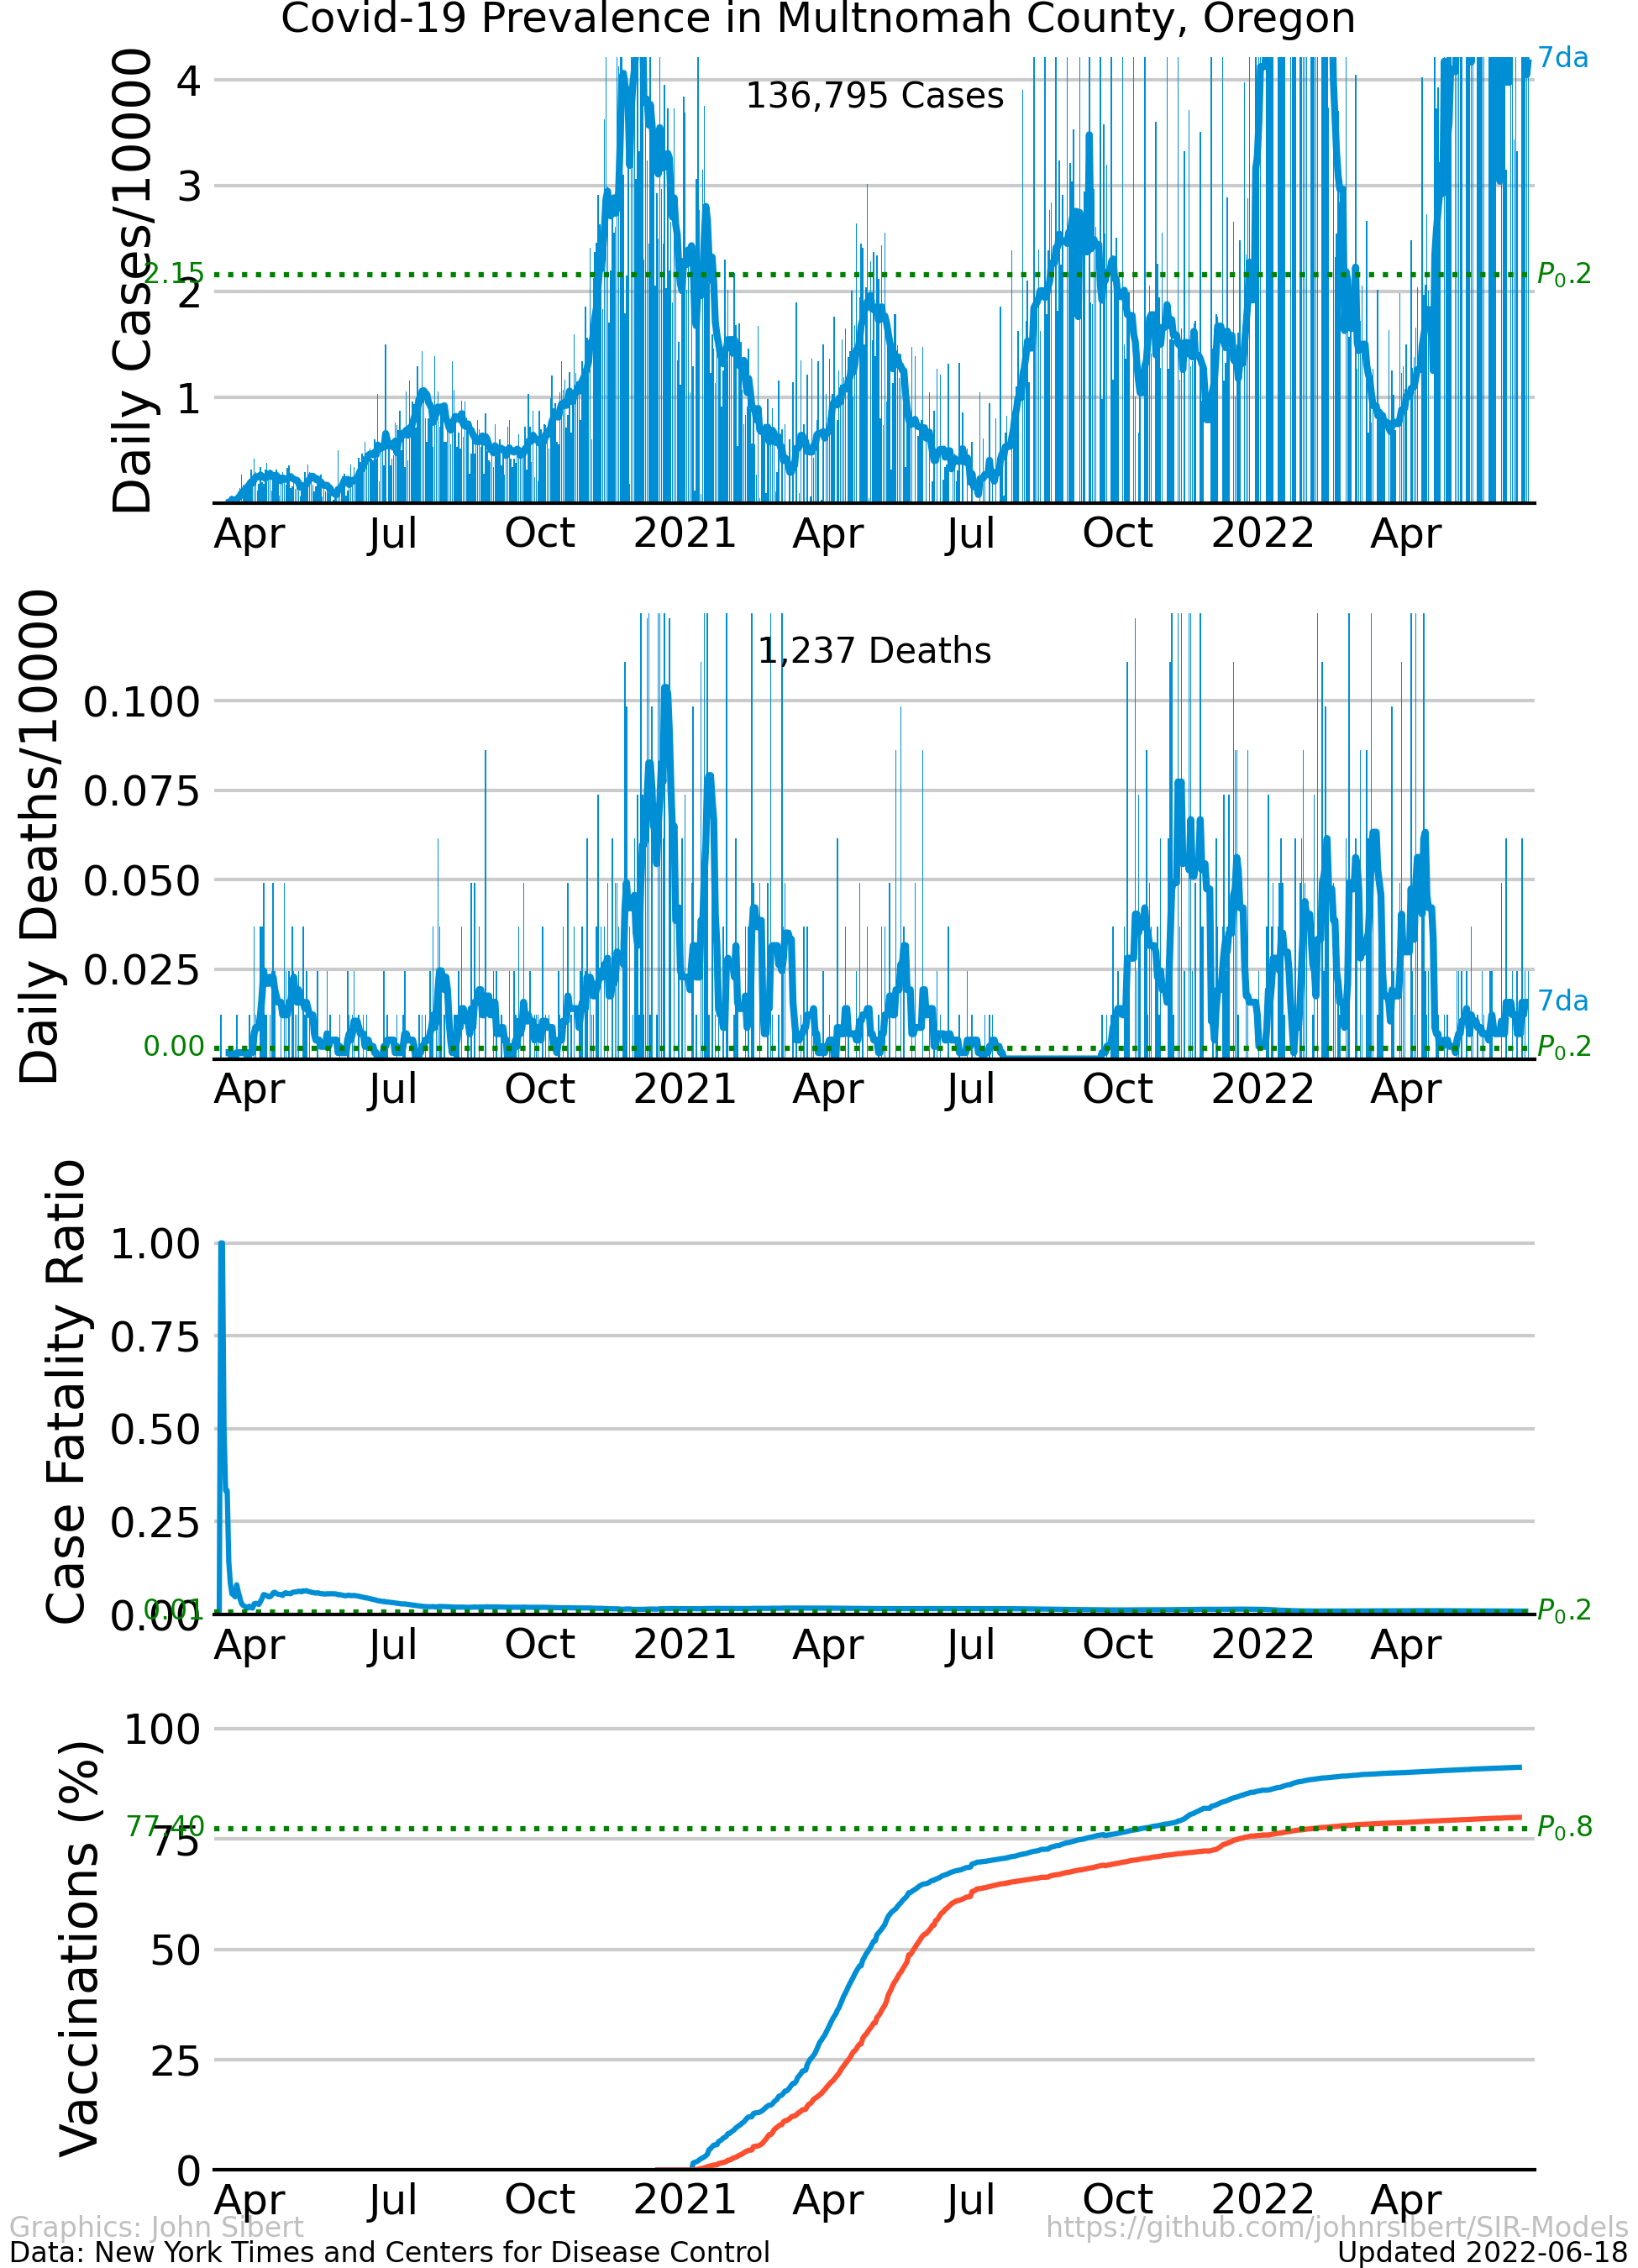 Covid-19 Prevalence in Multnomah County, Oregon
Daily Cases/10000
4
3
2
1
2.15
136,795 Cases
7da
P₀.2
Apr Jul Oct 2021 Apr Jul Oct 2022 Apr
Daily Deaths/10000
0.100
0.075
0.050
0.025
0.00
1,237 Deaths
7da
P₀.2
Apr Jul Oct 2021 Apr Jul Oct 2022 Apr
Case Fatality Ratio
1.00
0.75
0.50
0.25
0.00
0.01
P₀.2
Apr Jul Oct 2021 Apr Jul Oct 2022 Apr
Vaccinations (%)
100
77.40
75
50
25
0
P₀.8
Apr Jul Oct 2021 Apr Jul Oct 2022 Apr
Graphics: John Sibert
https://github.com/johnrsibert/SIR-Models
Data: New York Times and Centers for Disease Control
Updated 2022-06-18